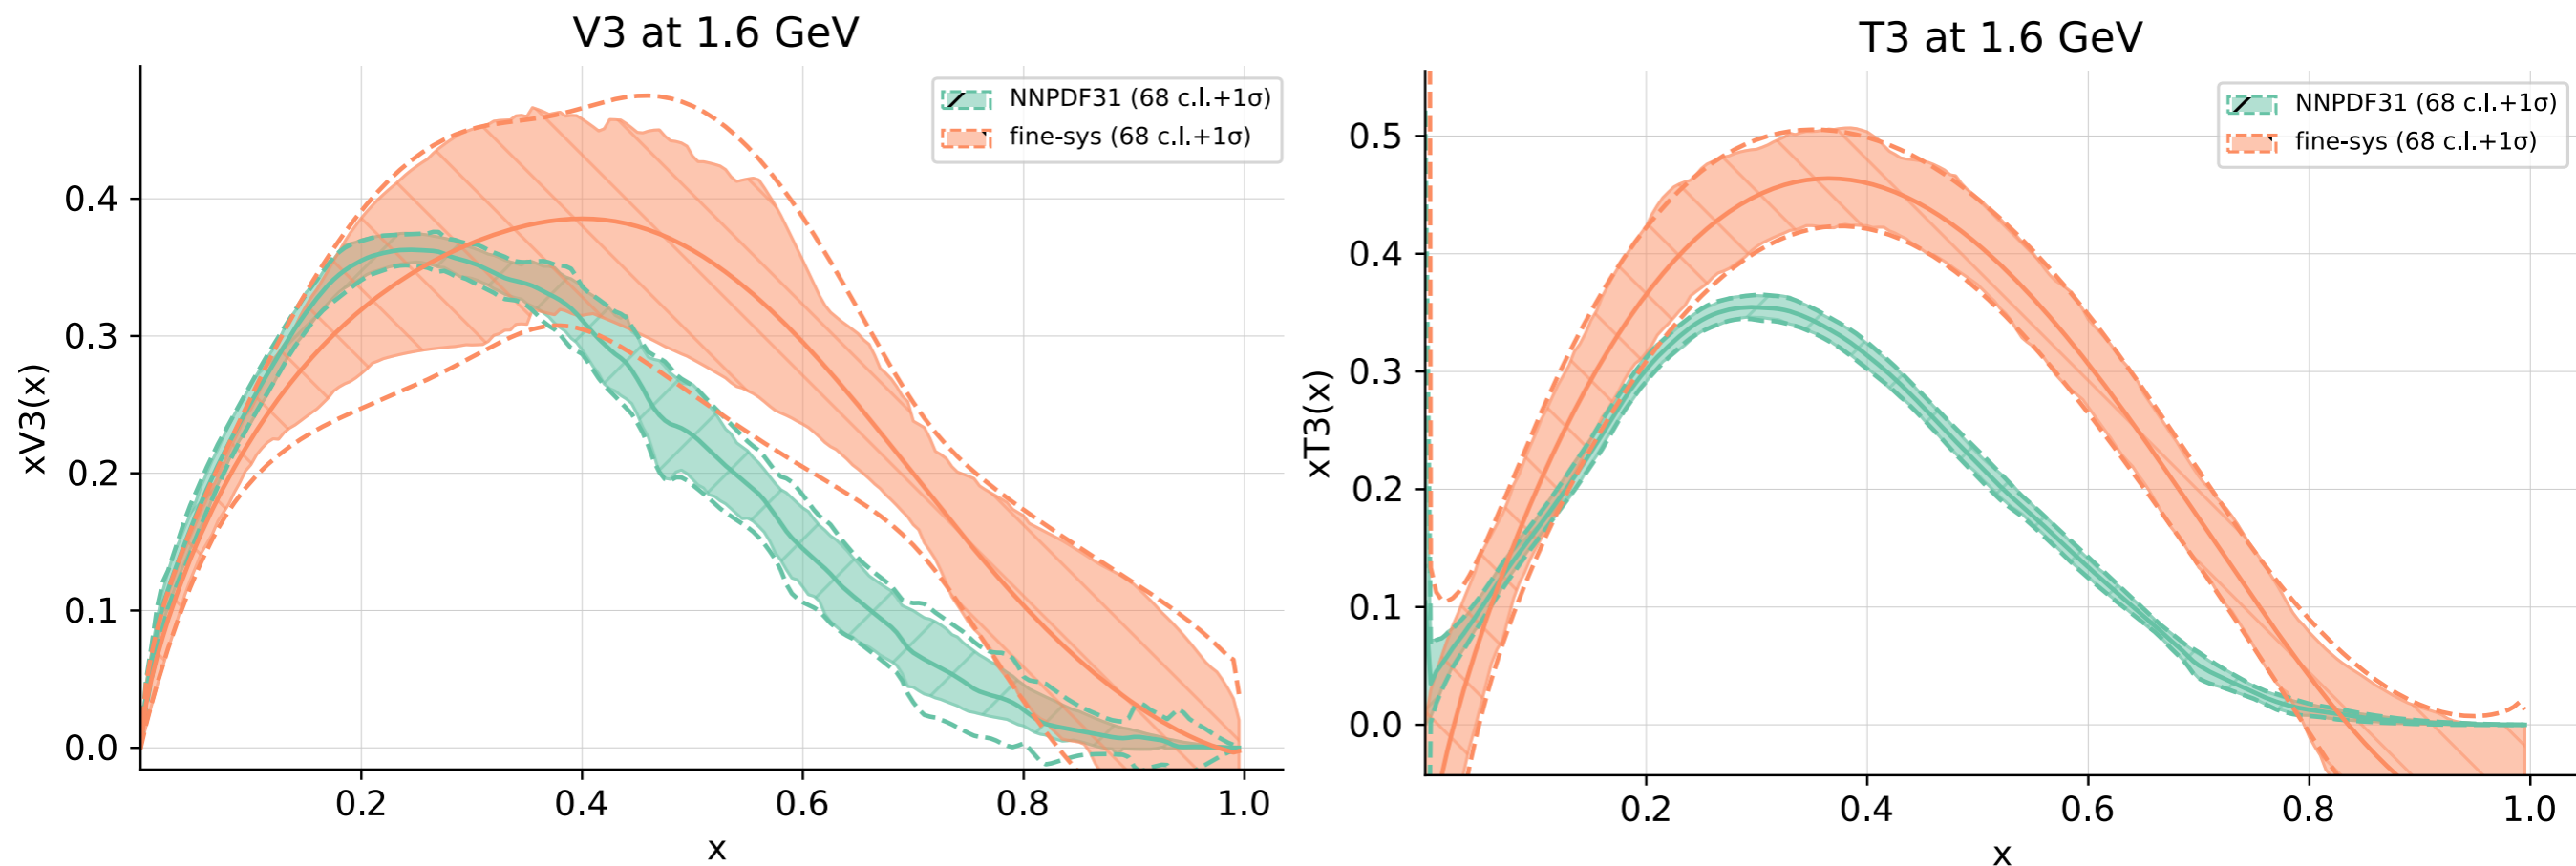 V3 at 1.6 GeV
NNPDF31 (68 c.l.+1σ)
fine-sys (68 c.l.+1σ)
xV3(x)
0.4
0.3
0.2
0.1
0.0
0.2 0.4 0.6 0.8 1.0
x
T3 at 1.6 GeV
NNPDF31 (68 c.l.+1σ)
fine-sys (68 c.l.+1σ)
xT3(x)
0.5
0.4
0.3
0.2
0.1
0.0
0.2 0.4 0.6 0.8 1.0
x